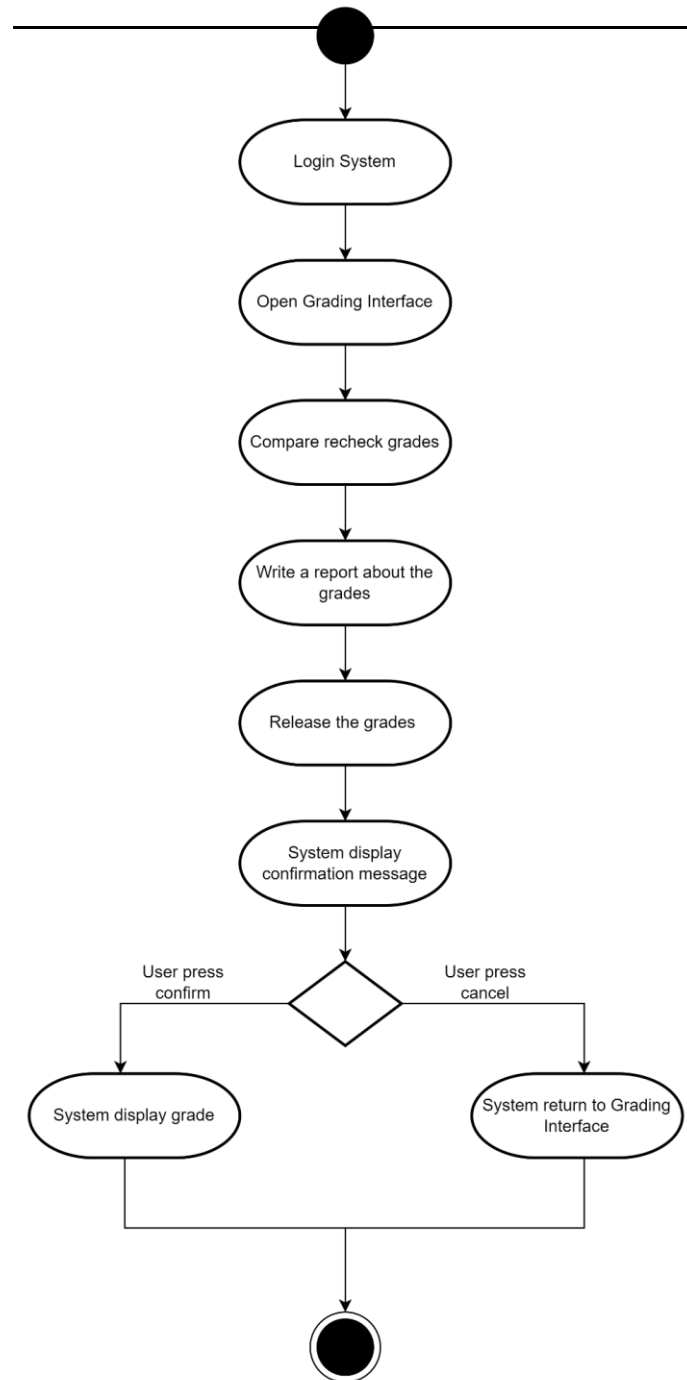 Login System
Open Grading Interface
Compare recheck grades
Write a report about the
grades
Release the grades
System display
confirmation message
User press
confirm
User press
cancel
System display grade
System return to Grading
Interface